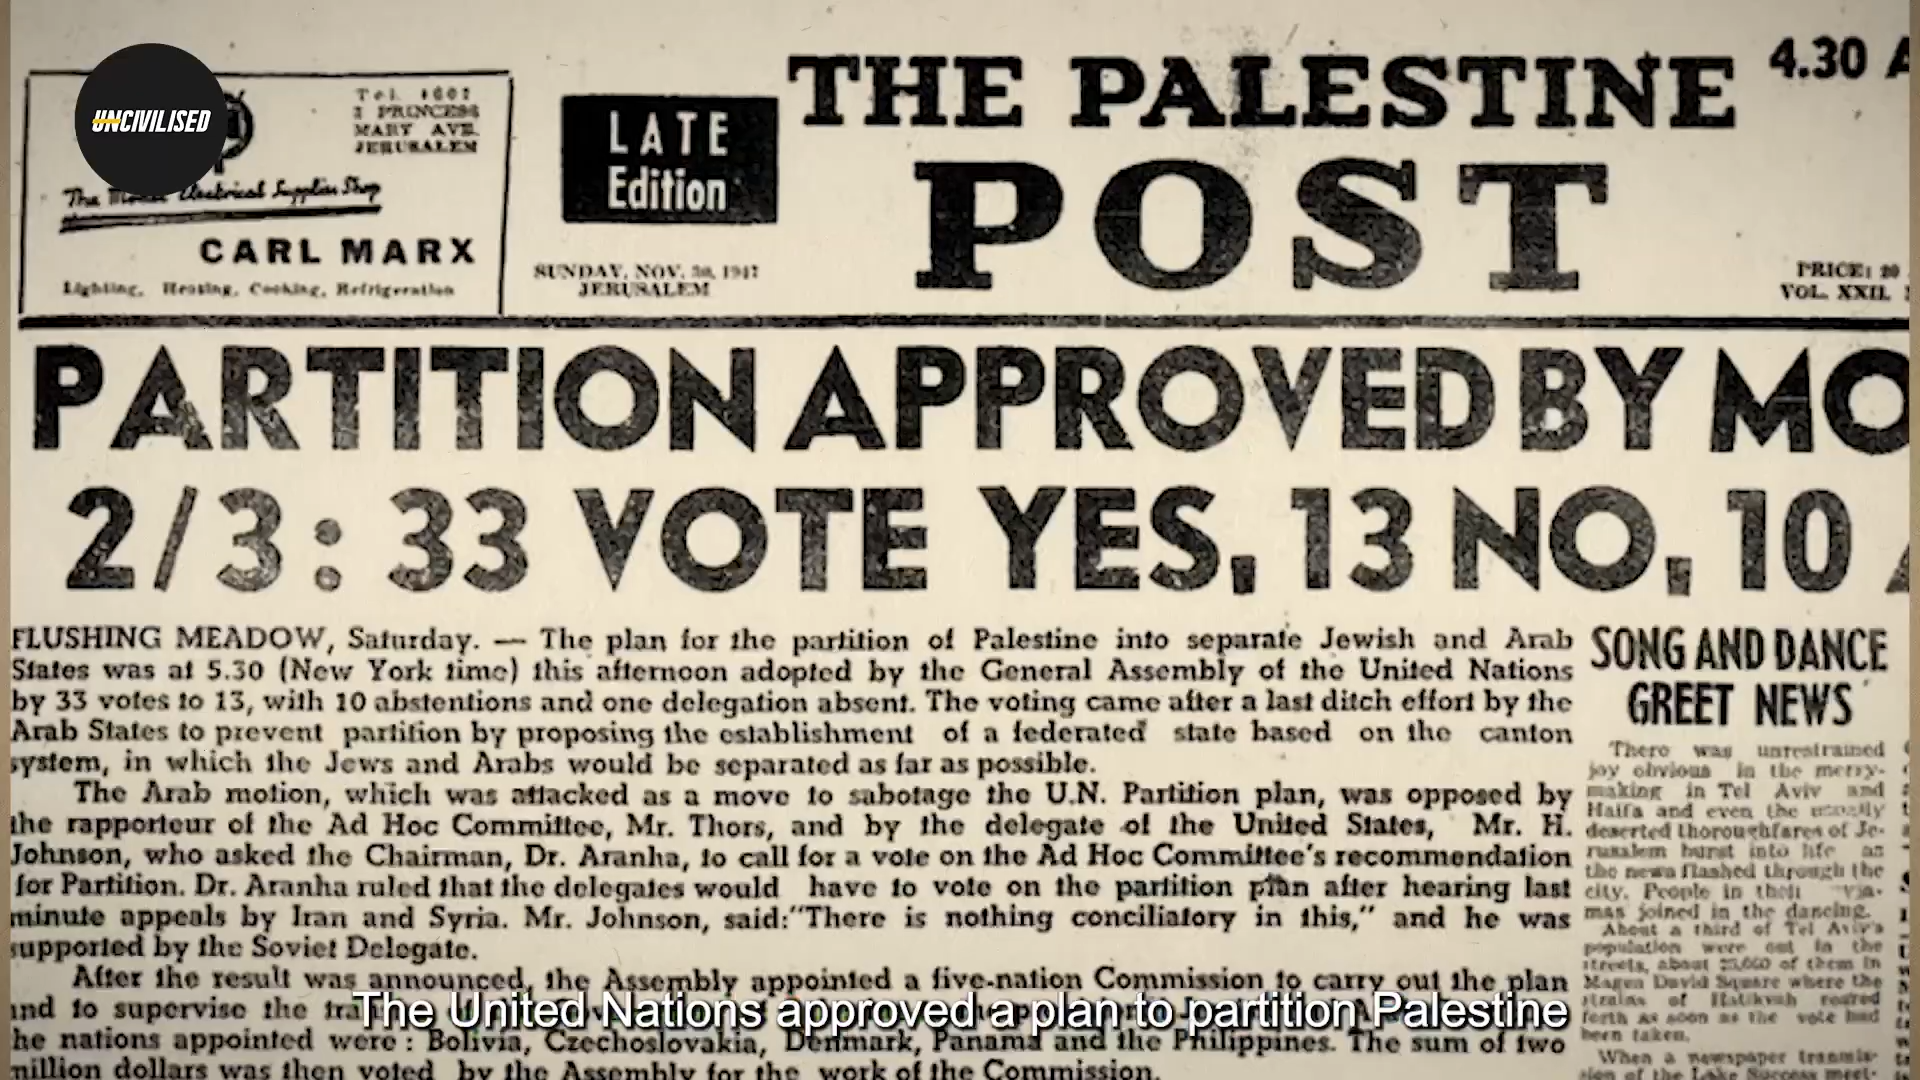 UNCIVILISED
Tel. 4607
2 PRINCESS
MARY AVE.
JERUSALEM
The Electrical Supplies Shop
CARL MARX
Lighting, Heating, Cooking, Refrigeration
LATE
Edition
SUNDAY, NOV. 30, 1947
JERUSALEM
THE PALESTINE
POST
4.30 A
PRICE: 20
VOL. XXII.
PARTITION APPROVED BY MO
2/3: 33 VOTE YES, 13 NO, 10 A
FLUSHING MEADOW, Saturday. — The plan for the partition of Palestine into separate Jewish and Arab
States was at 5.30 (New York time) this afternoon adopted by the General Assembly of the United Nations
by 33 votes to 13, with 10 abstentions and one delegation absent. The voting came after a last ditch effort by the
Arab States to prevent partition by proposing the establishment of a federated state based on the canton
system, in which the Jews and Arabs would be separated as far as possible.
The Arab motion, which was attacked as a move to sabotage the U.N. Partition plan, was opposed by
the rapporteur of the Ad Hoc Committee, Mr. Thors, and by the delegate of the United States, Mr. H.
Johnson, who asked the Chairman, Dr. Aranha, to call for a vote on the Ad Hoc Committee's recommendation
for Partition. Dr. Aranha ruled that the delegates would have to vote on the partition plan after hearing last
minute appeals by Iran and Syria. Mr. Johnson, said:"There is nothing conciliatory in this," and he was
supported by the Soviet Delegate.
After the result was announced, the Assembly appointed a five-nation Commission to carry out the plan
and to supervise the
he nations appointed were: Bolivia, Czechoslovakia, Denmark, Panama and the Philippines. The sum of two
million dollars was then voted by the Assembly for the work of the Commission.
SONG AND DANCE
GREET NEWS
There was unrestrained
joy obvious in the merry-
making in Tel Aviv and
Haifa and even the usually
deserted thoroughfares of Je-
rusalem burst into life as
the news flashed through the
city. People in their
mas joined in the dancing.
About a third of Tel Aviv's
population were out in the
streets, about 25,000 of them in
Magen David Square where the
strains of Hatikvah roared
forth as soon as the vote had
been taken.
When a newspaper transmis-
sion of the Lake Success meet-
The United Nations approved a plan to partition Palestine